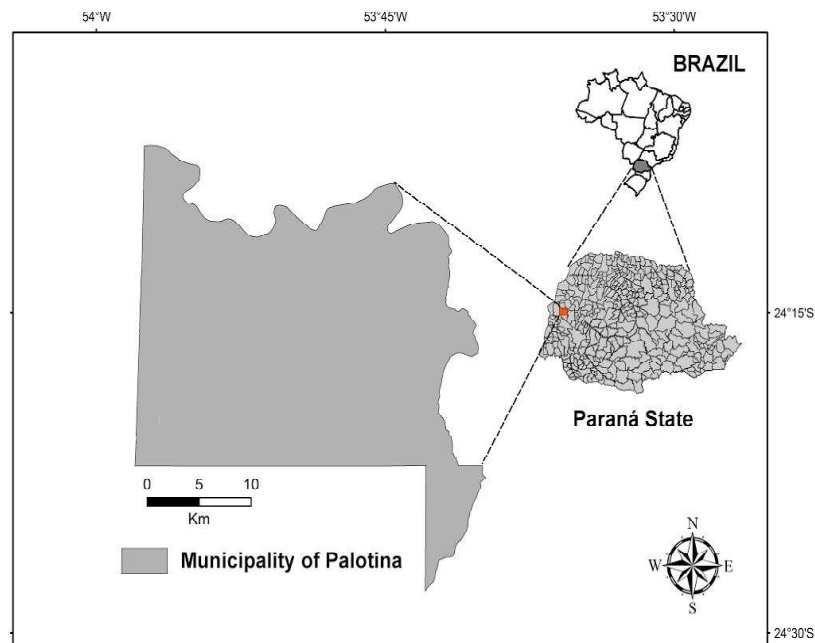 54°W 53°45'W 53°30'W
BRAZIL
24°15'S
Paraná State
0 5 10
Km
Municipality of Palotina
N
W E
S
24°30'S